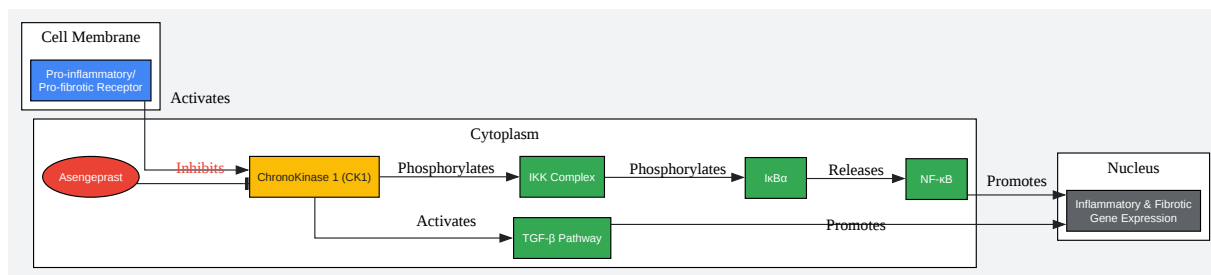 Cell Membrane
Pro-inflammatory/
Pro-fibrotic Receptor
Activates
Cytoplasm
Asengeprast
Inhibits
ChronoKinase 1 (CK1)
Phosphorylates
IKK Complex
Phosphorylates
IκBα
Releases
NF-κB
Promotes
Nucleus
Inflammatory & Fibrotic
Gene Expression
Activates
TGF-β Pathway
Promotes